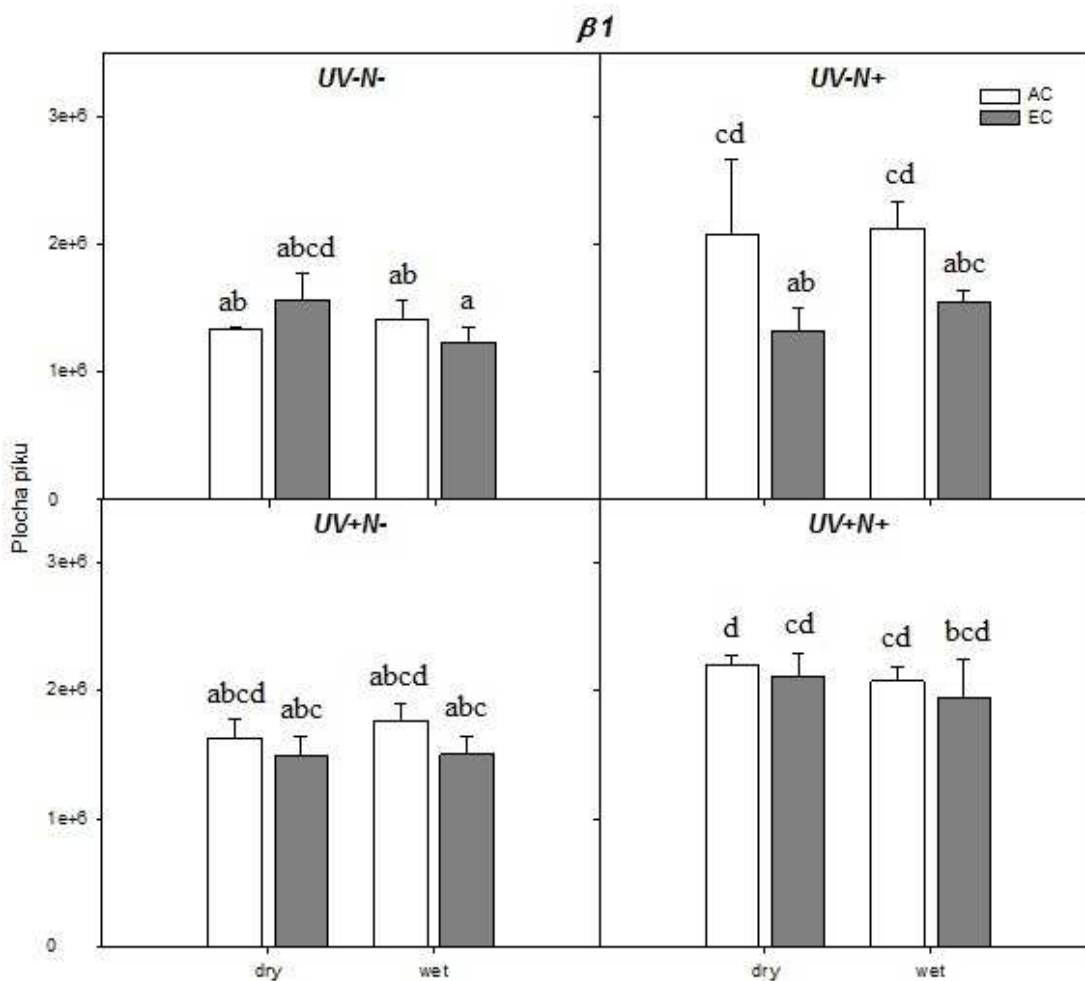 β1
UV-N-
UV-N+
AC
EC
3e+6
2e+6
1e+6
0
ab
abcd
ab
a
cd
ab
cd
abc
Plocha píku
UV+N-
UV+N+
3e+6
2e+6
1e+6
0
abcd
abc
abcd
abc
d
cd
cd
bcd
dry
wet
dry
wet